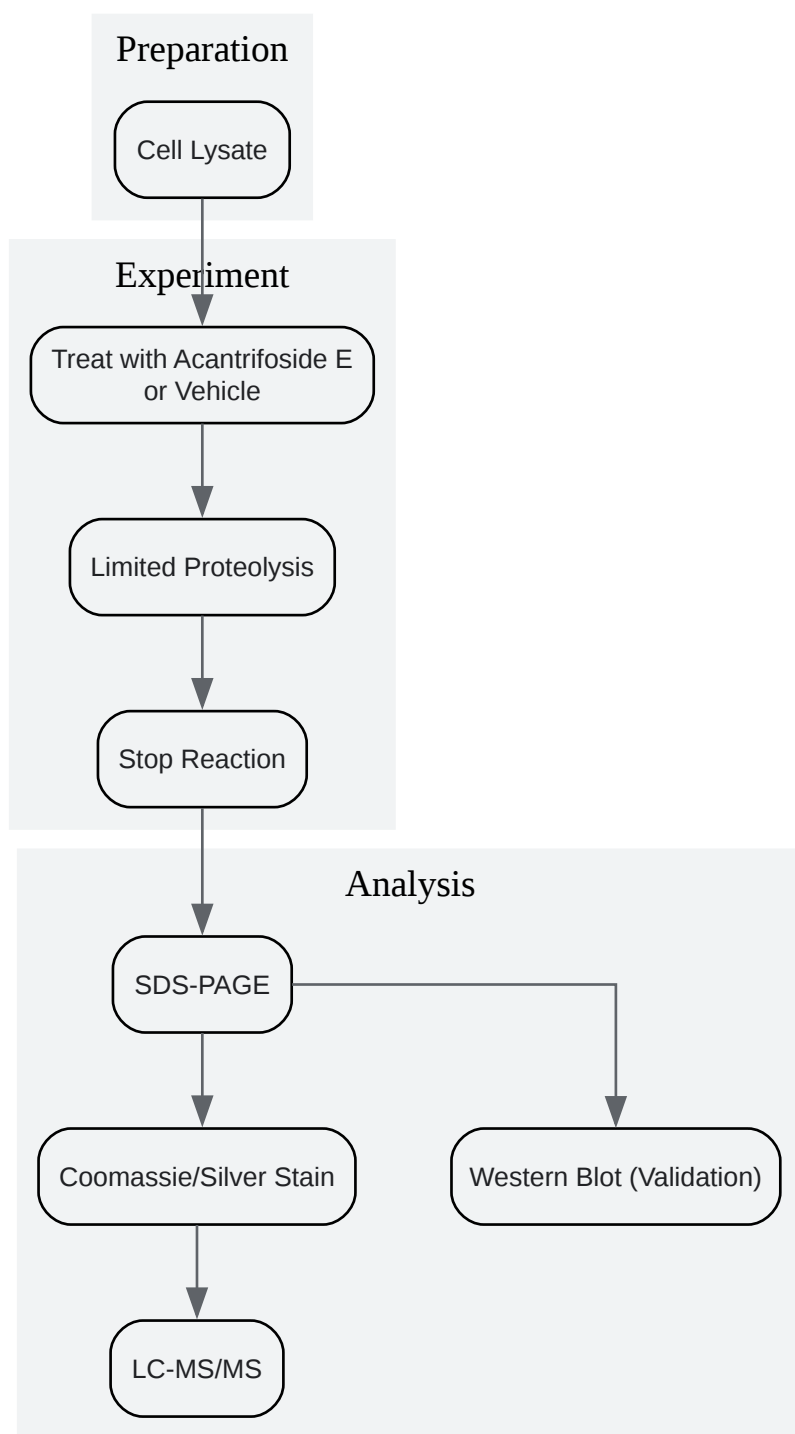 Preparation
Cell Lysate
Experiment
Treat with Acantrifoside E
or Vehicle
Limited Proteolysis
Stop Reaction
Analysis
SDS-PAGE
Coomassie/Silver Stain
Western Blot (Validation)
LC-MS/MS